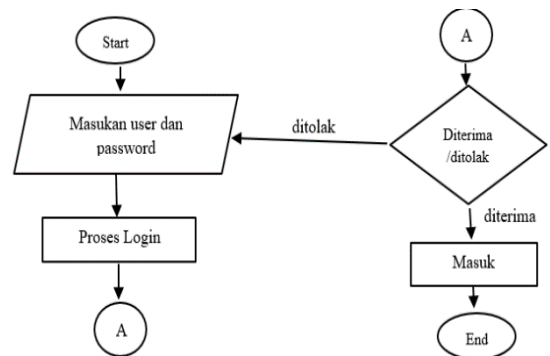 Start
Masukan user dan
password
Proses Login
A
A
Diterima
/ditolak
ditolak
diterima
Masuk
End